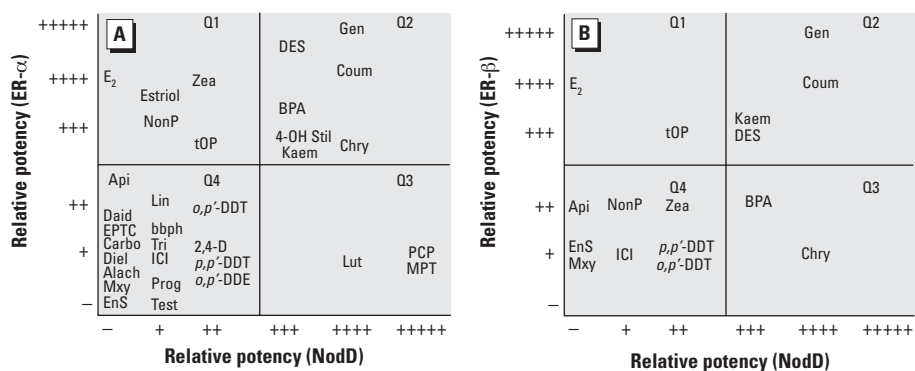 A
Relative potency (ER-α)
+++++
++++
+++
++
+
–
Q1
E2
Estriol
Zea
NonP
tOP
Q2
Gen
DES
Coum
BPA
4-OH Stil
Kaem
Chry
Api
Q4
Lin
o,p′-DDT
Daid
EPTC
bbph
Carbo
Tri
2,4-D
Diel
ICI
p,p′-DDT
Alach
o,p′-DDE
Mxy
Prog
EnS
Test
Q3
Lut
PCP
MPT
– + ++ +++ ++++ +++++
Relative potency (NodD)
B
Relative potency (ER-β)
+++++
++++
+++
++
+
–
Q1
E2
tOP
Q2
Gen
Coum
Kaem
DES
Q4
Api
NonP
Zea
EnS
ICI
p,p′-DDT
Mxy
o,p′-DDT
Q3
BPA
Chry
– + ++ +++ ++++ +++++
Relative potency (NodD)